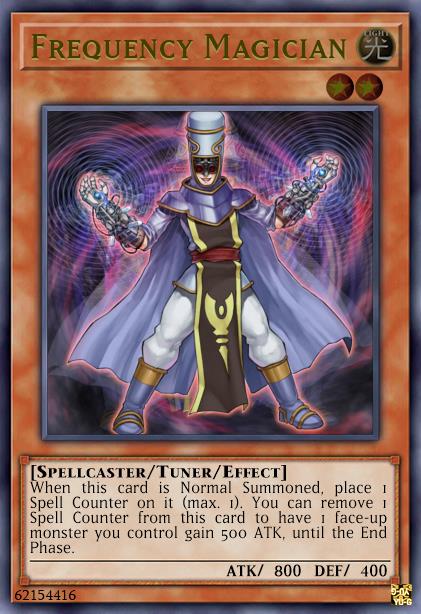 Frequency Magician
LIGHT
光
[Spellcaster/Tuner/Effect]
When this card is Normal Summoned, place 1
Spell Counter on it (max. 1). You can remove 1
Spell Counter from this card to have 1 face-up
monster you control gain 500 ATK, until the End
Phase.
ATK/ 800 DEF/ 400
62154416